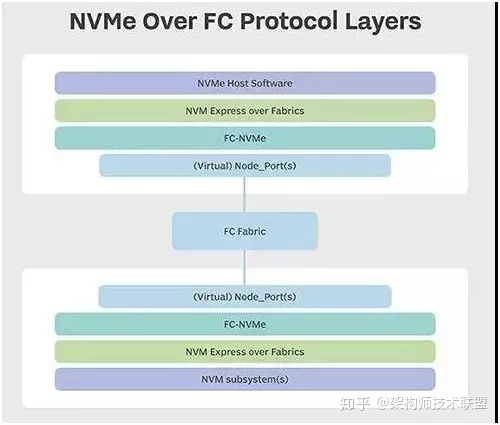 NVMe Over FC Protocol Layers
NVMe Host Software
NVM Express over Fabrics
FC-NVMe
(Virtual) Node_Port(s)
FC Fabric
(Virtual) Node_Port(s)
FC-NVMe
NVM Express over Fabrics
NVM subsystem(s)
知乎 @架构师技术联盟